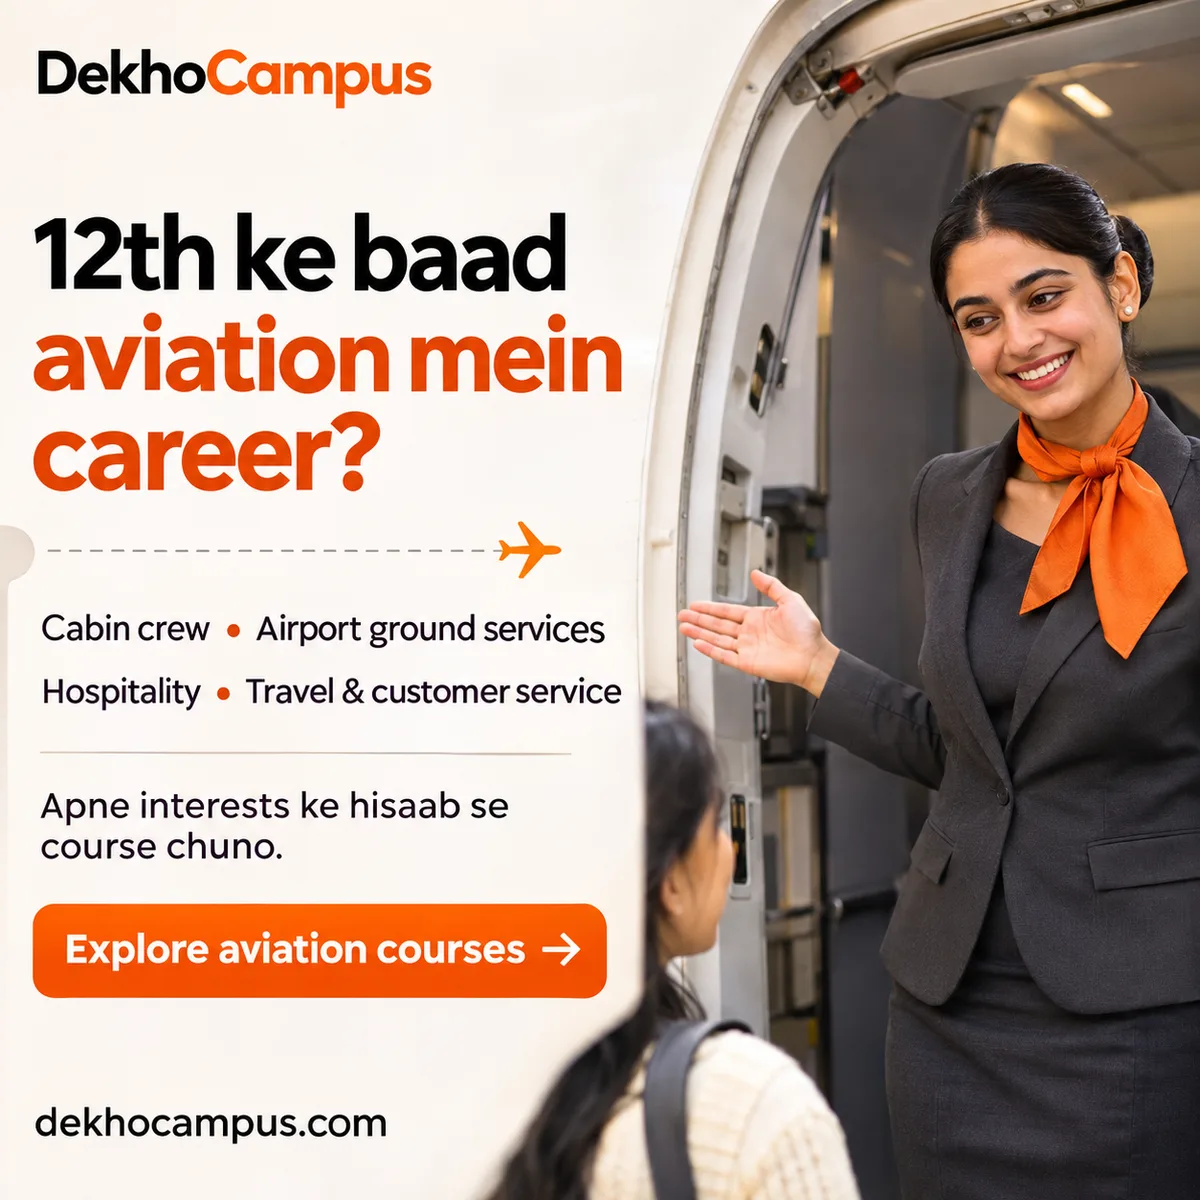 DekhoCampus
12th ke baad
aviation mein
career?
Cabin crew • Airport ground services
Hospitality • Travel & customer service
Apne interests ke hisaab se
course chuno.
Explore aviation courses →
dekhocampus.com